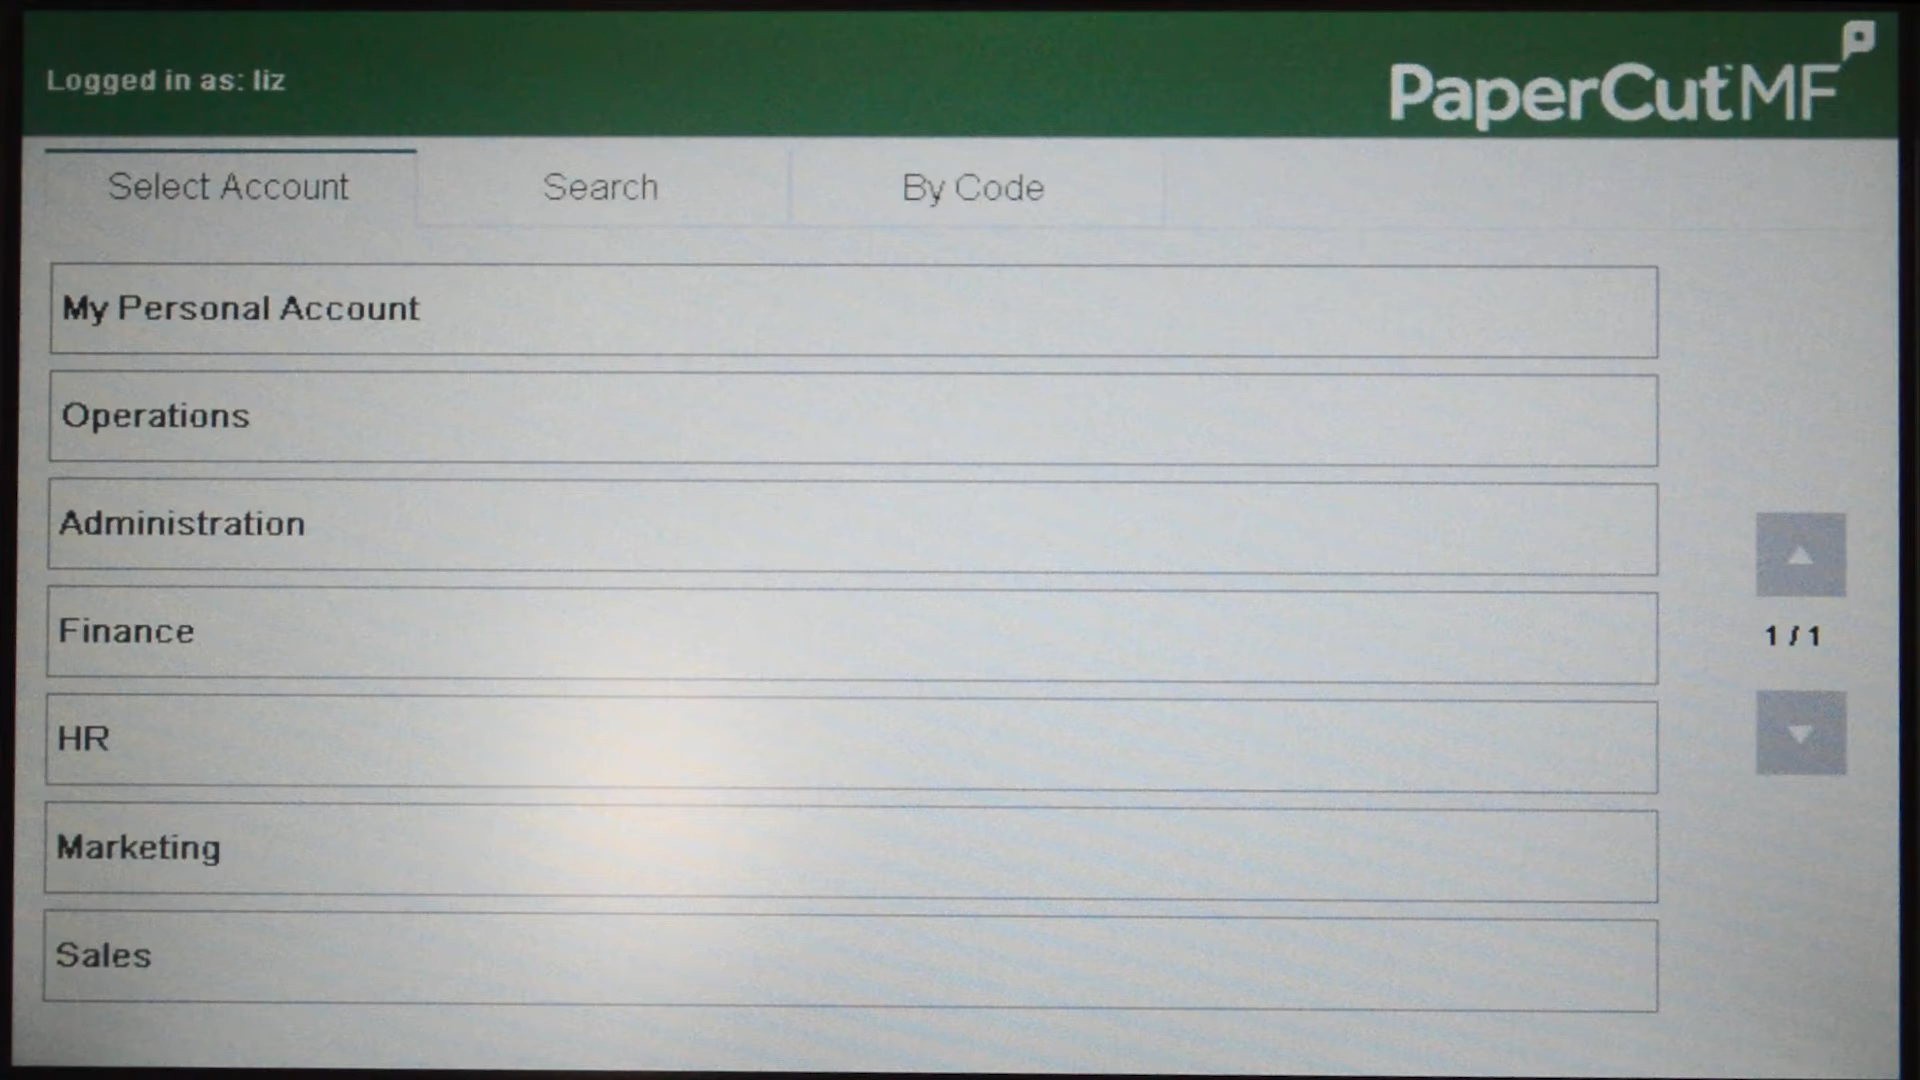 Logged in as: liz
PaperCut MF
Select Account
Search
By Code
My Personal Account
Operations
Administration
Finance
HR
Marketing
Sales
1 / 1